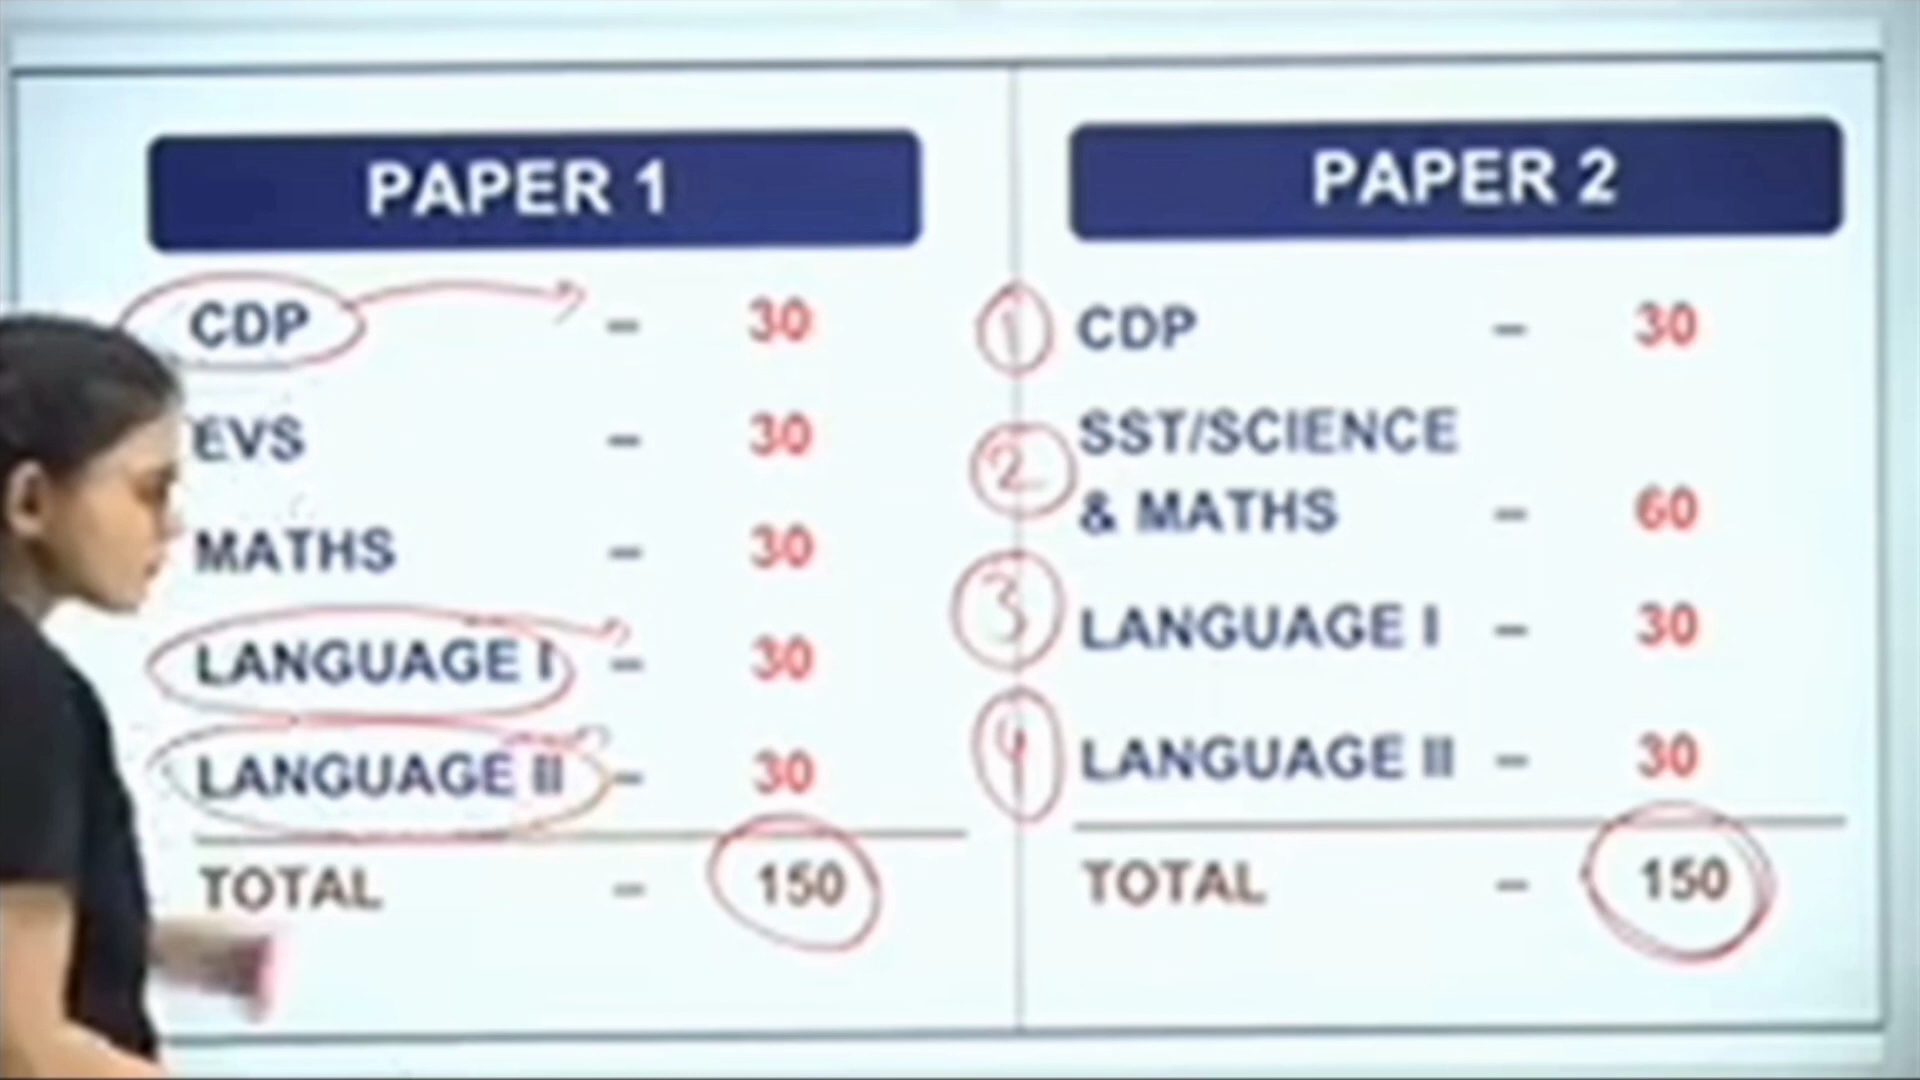 PAPER 1
CDP - 30
EVS - 30
MATHS - 30
LANGUAGE I - 30
LANGUAGE II - 30
TOTAL - 150
PAPER 2
1 CDP - 30
2 SST/SCIENCE
& MATHS - 60
3 LANGUAGE I - 30
4 LANGUAGE II - 30
TOTAL - 150